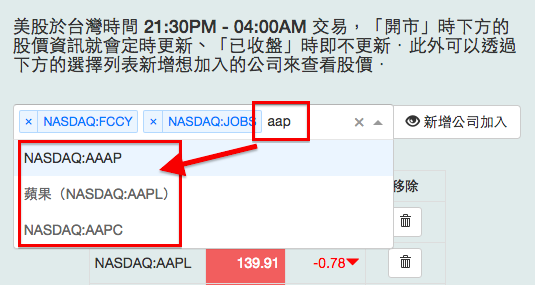 美股於台灣時間 21:30PM - 04:00AM 交易，「開市」時下方的
股價資訊就會定時更新、「已收盤」時即不更新．此外可以透過
下方的選擇列表新增想加入的公司來查看股價．
× NASDAQ:FCCY × NASDAQ:JOBS aap × 新增公司加入
NASDAQ:AAAP
移除
蘋果（NASDAQ:AAPL）
NASDAQ:AAPC
NASDAQ:AAPL 139.91 -0.78